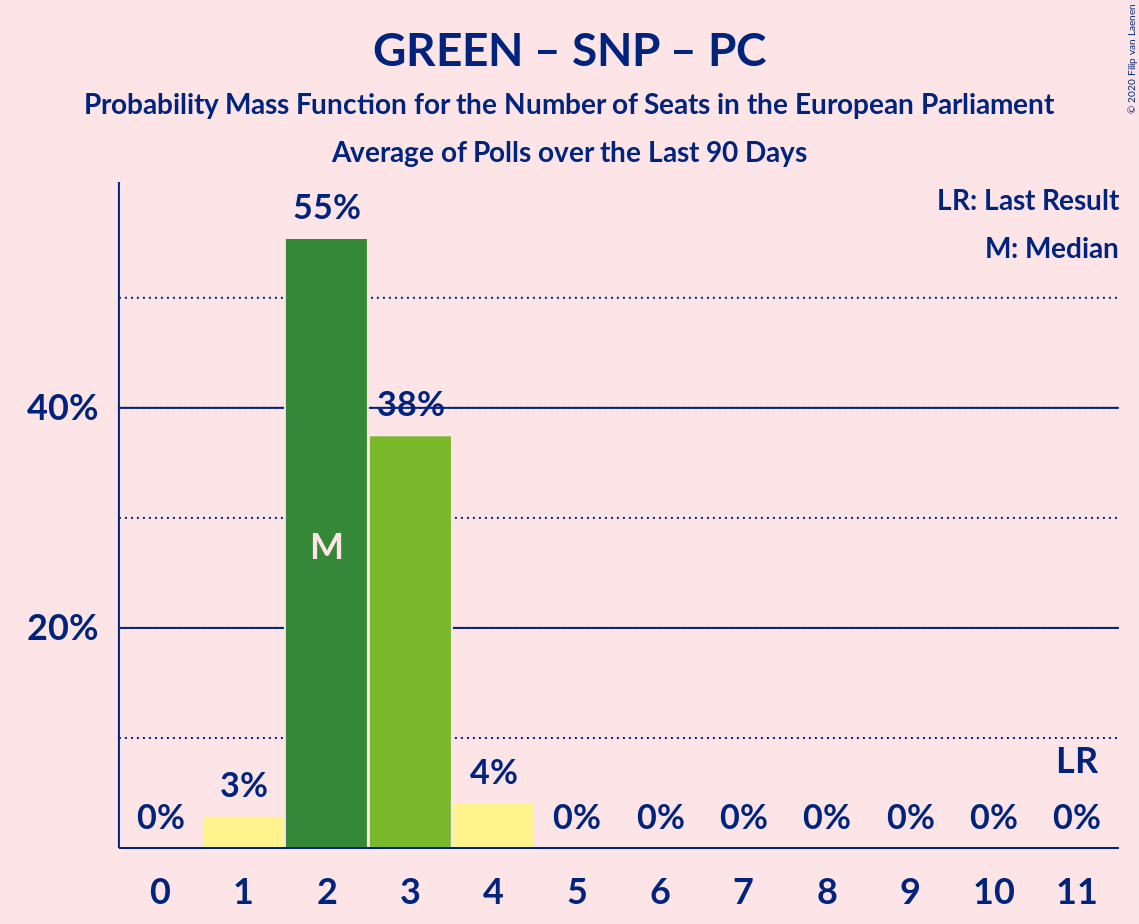 GREEN – SNP – PC
Probability Mass Function for the Number of Seats in the European Parliament
Average of Polls over the Last 90 Days
© 2020 Filip van Laenen
LR: Last Result
M: Median
55%
38%
40%
M
20%
LR
4%
3%
0% 0% 0% 0% 0% 0% 0% 0%
0 1 2 3 4 5 6 7 8 9 10 11